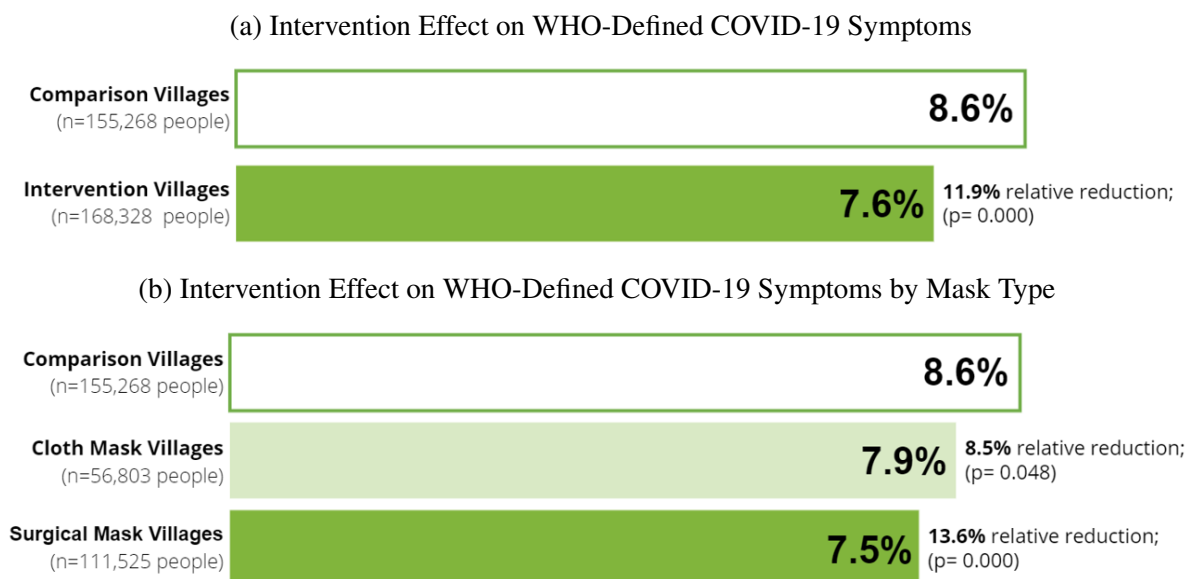 (a) Intervention Effect on WHO-Defined COVID-19 Symptoms
Comparison Villages
(n=155,268 people)
8.6%
Intervention Villages
(n=168,328 people)
7.6%
11.9% relative reduction;
(p= 0.000)
(b) Intervention Effect on WHO-Defined COVID-19 Symptoms by Mask Type
Comparison Villages
(n=155,268 people)
8.6%
Cloth Mask Villages
(n=56,803 people)
7.9%
8.5% relative reduction;
(p= 0.048)
Surgical Mask Villages
(n=111,525 people)
7.5%
13.6% relative reduction;
(p= 0.000)